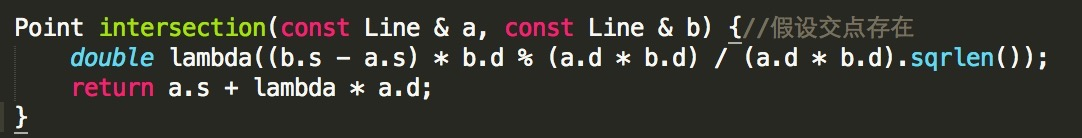 Point intersection(const Line & a, const Line & b) {//假设交点存在
    double lambda((b.s - a.s) * b.d % (a.d * b.d) / (a.d * b.d).sqrlen());
    return a.s + lambda * a.d;
}